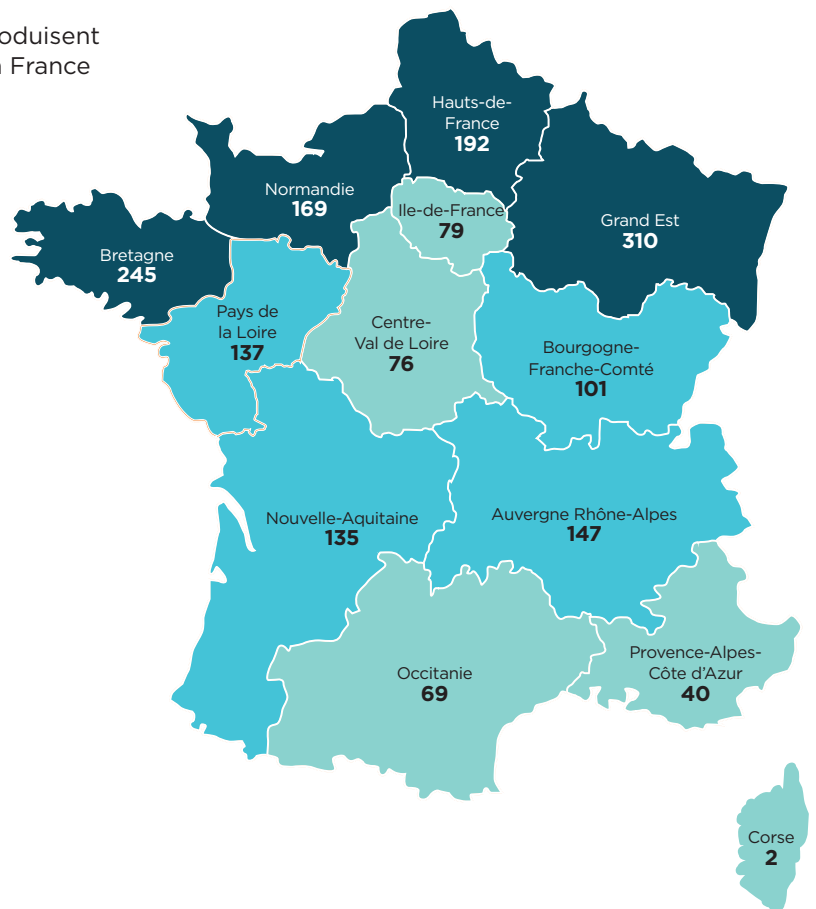 France
Hauts-de-
France
192
Normandie
169
Ile-de-France
79
Grand Est
310
Bretagne
245
Pays de
la Loire
137
Centre-
Val de Loire
76
Bourgogne-
Franche-Comté
101
Nouvelle-Aquitaine
135
Auvergne Rhône-Alpes
147
Occitanie
69
Provence-Alpes-
Côte d'Azur
40
Corse
2